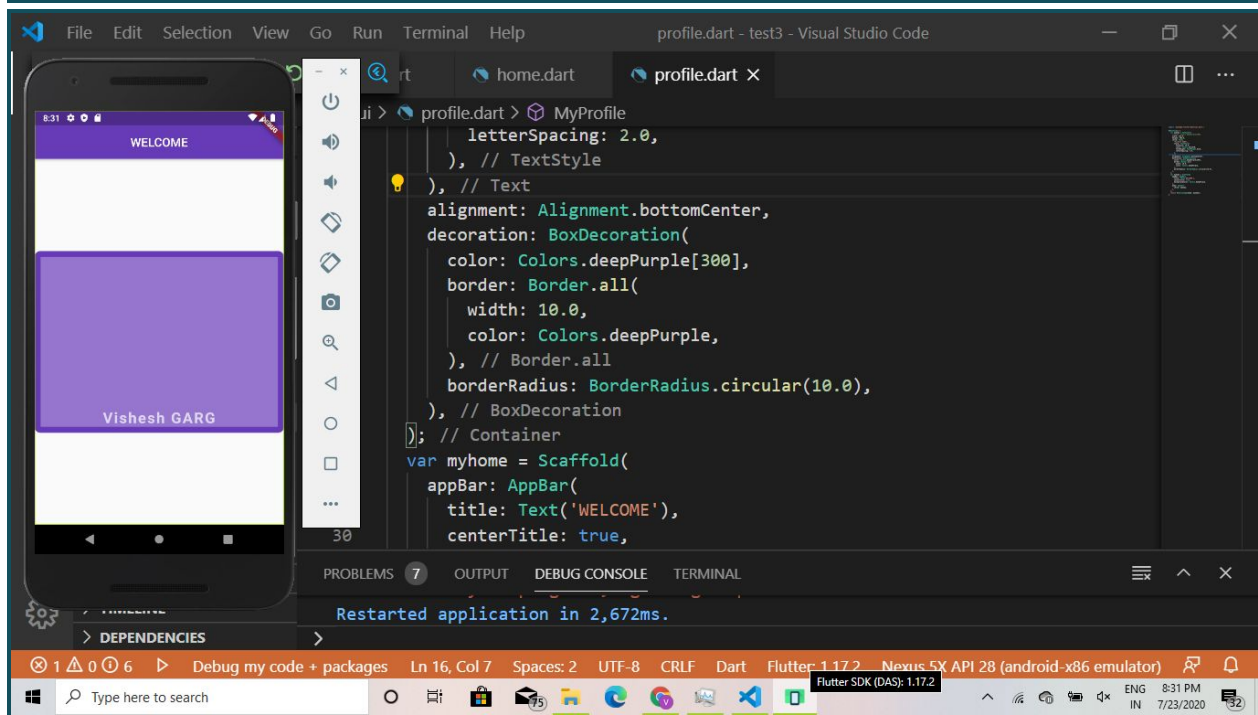 File Edit Selection View Go Run Terminal Help profile.dart - test3 - Visual Studio Code
home.dart profile.dart
ui > profile.dart > MyProfile
8:31
WELCOME
Vishesh GARG
letterSpacing: 2.0,
), // TextStyle
), // Text
alignment: Alignment.bottomCenter,
decoration: BoxDecoration(
color: Colors.deepPurple[300],
border: Border.all(
width: 10.0,
color: Colors.deepPurple,
), // Border.all
borderRadius: BorderRadius.circular(10.0),
), // BoxDecoration
); // Container
var myhome = Scaffold(
appBar: AppBar(
title: Text('WELCOME'),
30 centerTitle: true,
PROBLEMS 7 OUTPUT DEBUG CONSOLE TERMINAL
Restarted application in 2,672ms.
> DEPENDENCIES >
1 0 6 Debug my code + packages Ln 16, Col 7 Spaces: 2 UTF-8 CRLF Dart Flutter: 1.17.2 Nexus 5X API 28 (android-x86 emulator)
Flutter SDK (DAS): 1.17.2
Type here to search 75 ENG 8:31 PM
IN 7/23/2020 32